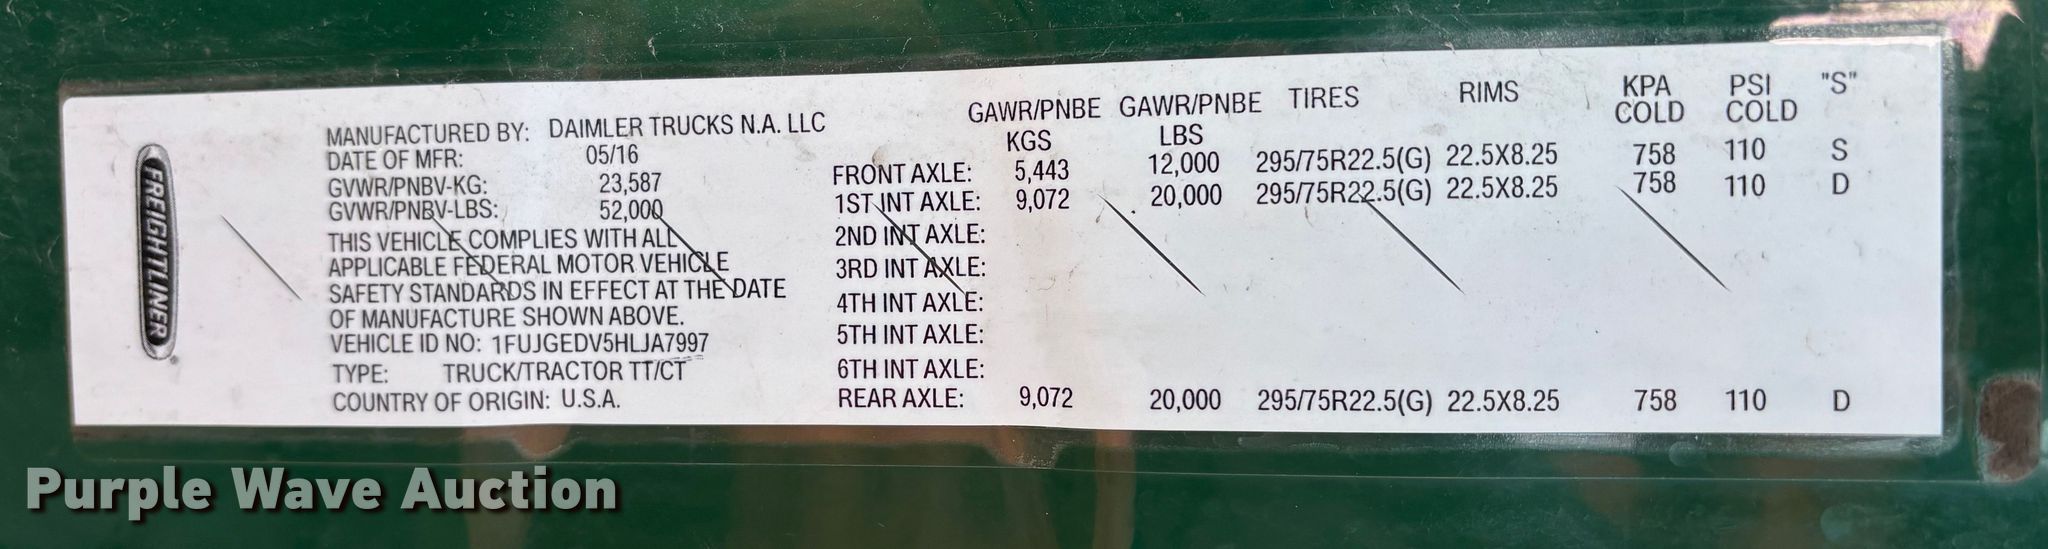 FREIGHTLINER
MANUFACTURED BY: DAIMLER TRUCKS N.A. LLC
DATE OF MFR: 05/16
GVWR/PNBV-KG: 23,587
GVWR/PNBV-LBS: 52,000
THIS VEHICLE COMPLIES WITH ALL
APPLICABLE FEDERAL MOTOR VEHICLE
SAFETY STANDARDS IN EFFECT AT THE DATE
OF MANUFACTURE SHOWN ABOVE.
VEHICLE ID NO: 1FUJGEDV5HLJA7997
TYPE: TRUCK/TRACTOR TT/CT
COUNTRY OF ORIGIN: U.S.A.
GAWR/PNBE GAWR/PNBE TIRES RIMS KPA PSI "S"
KGS LBS COLD COLD
FRONT AXLE: 5,443 12,000 295/75R22.5(G) 22.5X8.25 758 110 S
1ST INT AXLE: 9,072 20,000 295/75R22.5(G) 22.5X8.25 758 110 D
2ND INT AXLE:
3RD INT AXLE:
4TH INT AXLE:
5TH INT AXLE:
6TH INT AXLE:
REAR AXLE: 9,072 20,000 295/75R22.5(G) 22.5X8.25 758 110 D
Purple Wave Auction